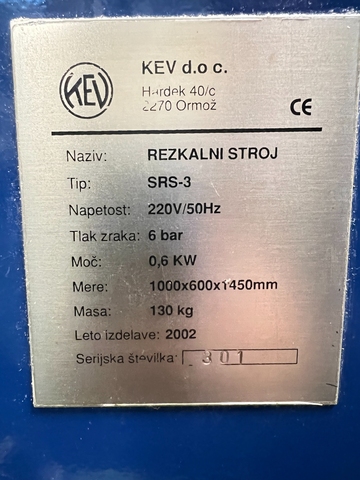 KEV
KEV d.o c.
Hardek 40/c
2270 Ormož
CE
Naziv: REZKALNI STROJ
Tip: SRS-3
Napetost: 220V/50Hz
Tlak zraka: 6 bar
Moč: 0,6 KW
Mere: 1000x600x1450mm
Masa: 130 kg
Leto izdelave: 2002
Serijska številka: 301